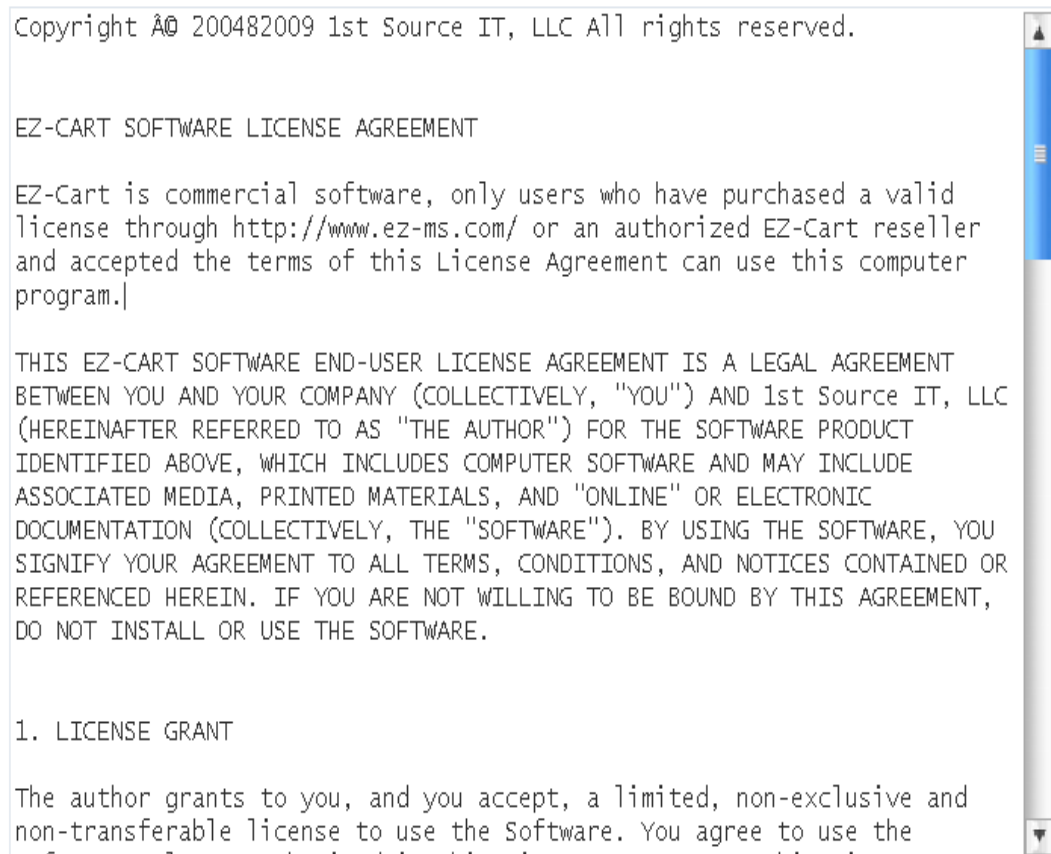 Copyright Â© 200482009 1st Source IT, LLC All rights reserved.
EZ-CART SOFTWARE LICENSE AGREEMENT
EZ-Cart is commercial software, only users who have purchased a valid
license through http://www.ez-ms.com/ or an authorized EZ-Cart reseller
and accepted the terms of this License Agreement can use this computer
program.
THIS EZ-CART SOFTWARE END-USER LICENSE AGREEMENT IS A LEGAL AGREEMENT
BETWEEN YOU AND YOUR COMPANY (COLLECTIVELY, "YOU") AND 1st Source IT, LLC
(HEREINAFTER REFERRED TO AS "THE AUTHOR") FOR THE SOFTWARE PRODUCT
IDENTIFIED ABOVE, WHICH INCLUDES COMPUTER SOFTWARE AND MAY INCLUDE
ASSOCIATED MEDIA, PRINTED MATERIALS, AND "ONLINE" OR ELECTRONIC
DOCUMENTATION (COLLECTIVELY, THE "SOFTWARE"). BY USING THE SOFTWARE, YOU
SIGNIFY YOUR AGREEMENT TO ALL TERMS, CONDITIONS, AND NOTICES CONTAINED OR
REFERENCED HEREIN. IF YOU ARE NOT WILLING TO BE BOUND BY THIS AGREEMENT,
DO NOT INSTALL OR USE THE SOFTWARE.
1. LICENSE GRANT
The author grants to you, and you accept, a limited, non-exclusive and
non-transferable license to use the Software. You agree to use the